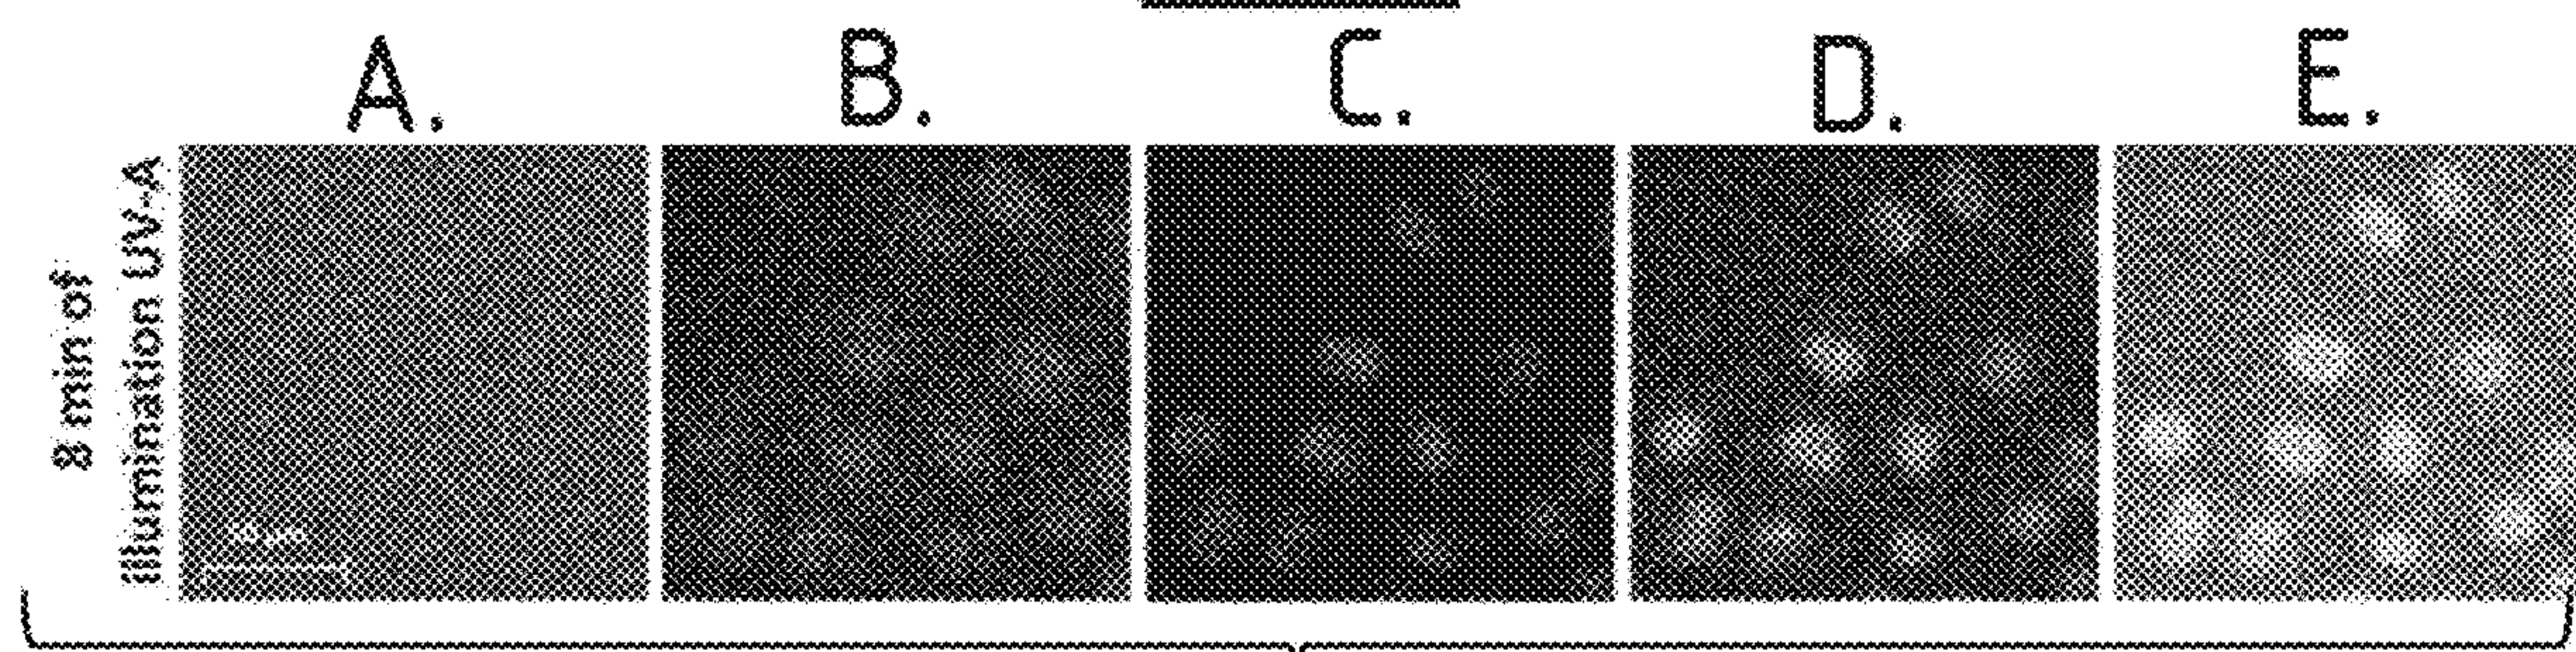 A. B. C. D. E.
8 min of
illumination UV-A